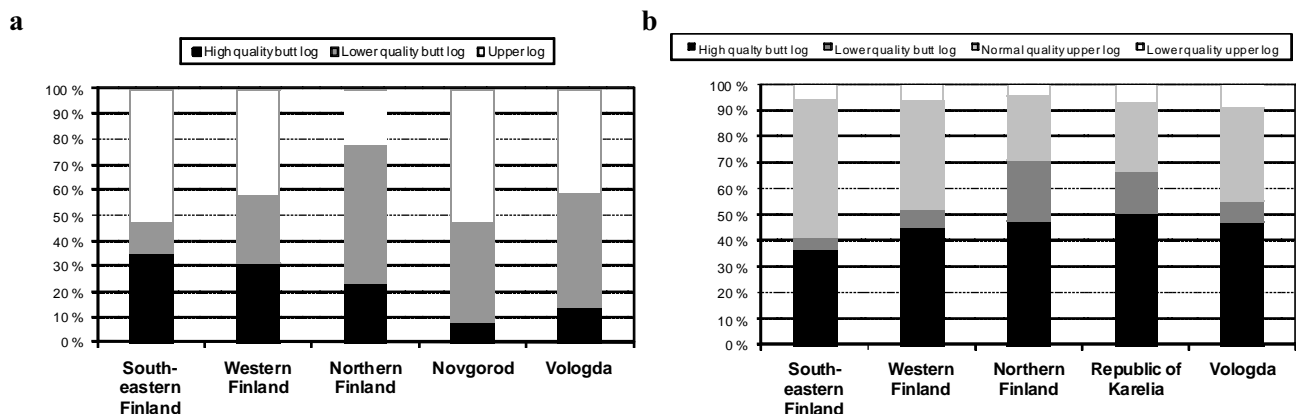 a
High quality butt log Lower quality butt log Upper log
100 %
90 %
80 %
70 %
60 %
50 %
40 %
30 %
20 %
10 %
0 %
South-
eastern
Finland
Western
Finland
Northern
Finland
Novgorod
Vologda
b
High qualty butt log Lower quality butt log Normal quality upper log Lower quality upper log
100 %
90 %
80 %
70 %
60 %
50 %
40 %
30 %
20 %
10 %
0 %
South-
eastern
Finland
Western
Finland
Northern
Finland
Republic of
Karelia
Vologda